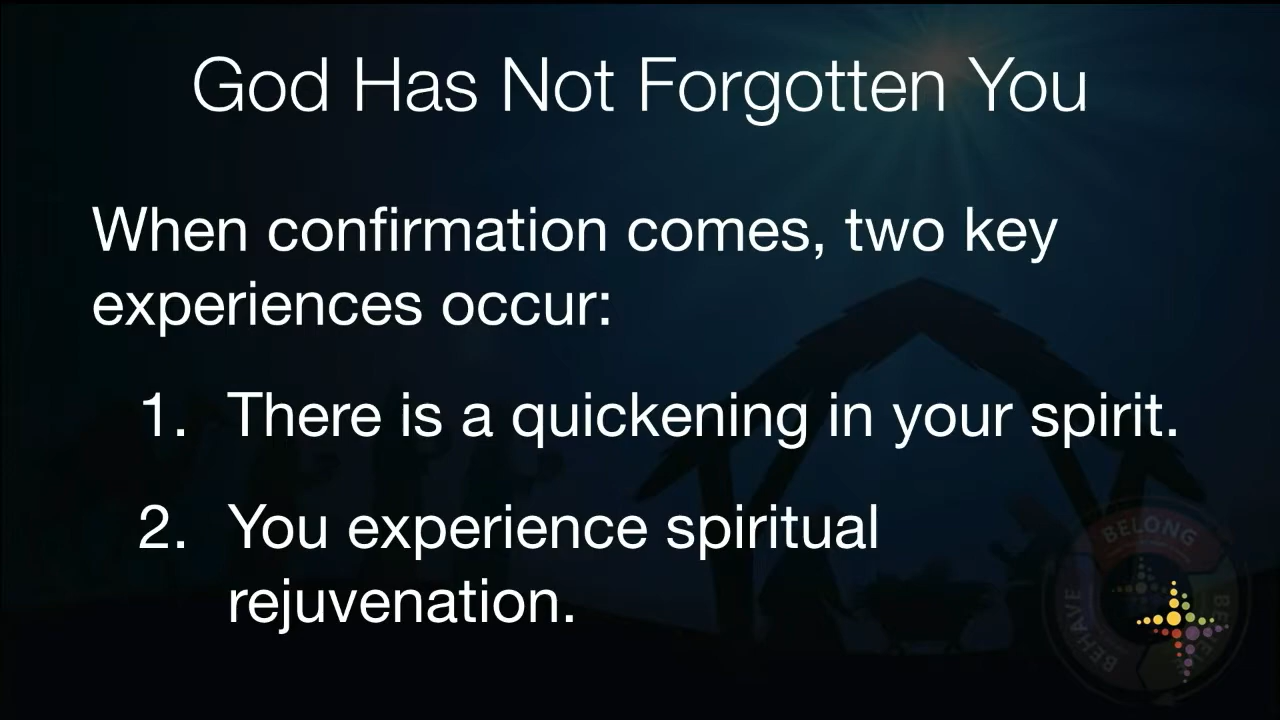 God Has Not Forgotten You
When confirmation comes, two key
experiences occur:
1. There is a quickening in your spirit.
2. You experience spiritual
rejuvenation.
BELONG
BEHAVE